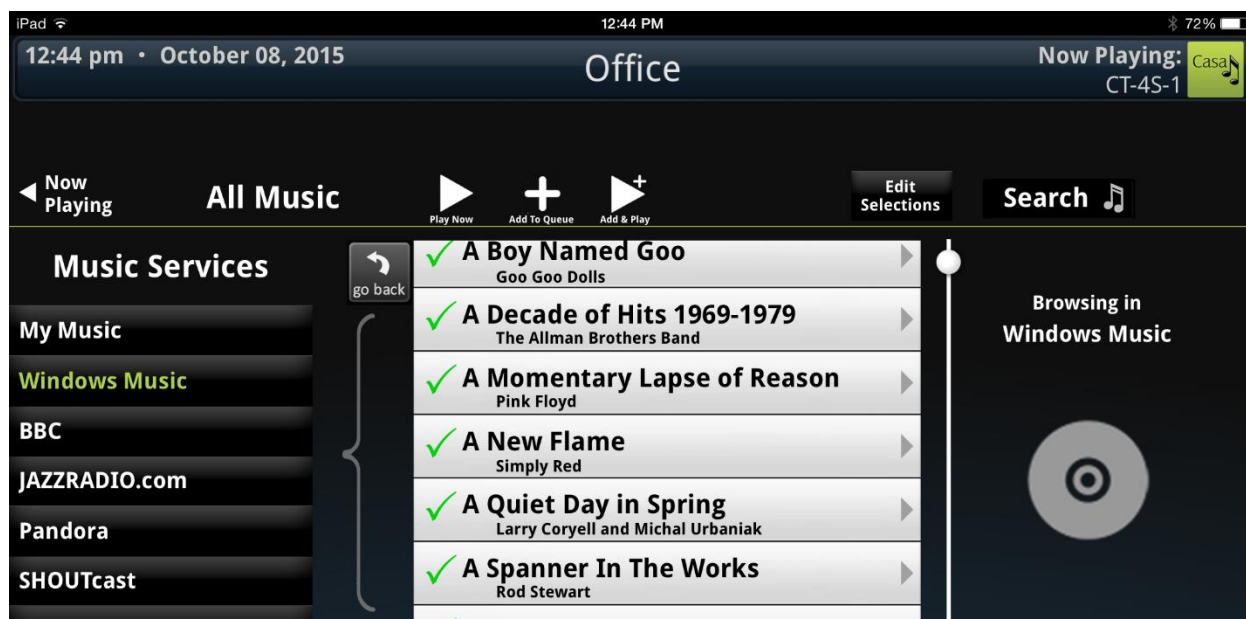 iPad
12:44 PM
72%
12:44 pm • October 08, 2015
Office
Now Playing:
CT-4S-1
Casa
Now
Playing
All Music
Play Now
Add To Queue
Add & Play
Edit
Selections
Search
Music Services
My Music
Windows Music
BBC
JAZZRADIO.com
Pandora
SHOUTcast
go back
A Boy Named Goo
Goo Goo Dolls
A Decade of Hits 1969-1979
The Allman Brothers Band
A Momentary Lapse of Reason
Pink Floyd
A New Flame
Simply Red
A Quiet Day in Spring
Larry Coryell and Michal Urbaniak
A Spanner In The Works
Rod Stewart
Browsing in
Windows Music